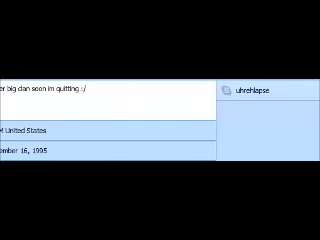 er big clan soon im quitting :/
uhrehlapse
United States
ember 16, 1995